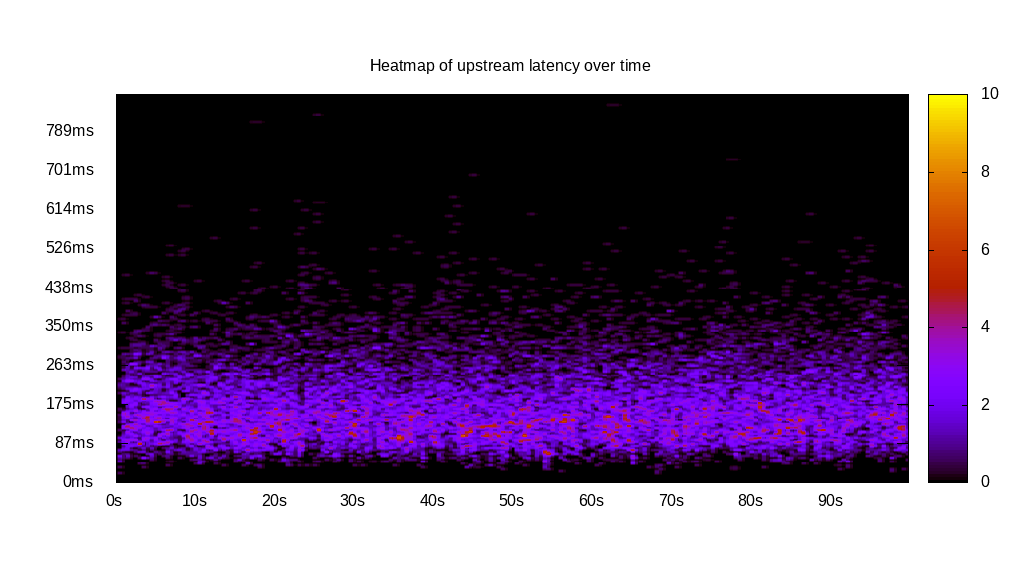 Heatmap of upstream latency over time
789ms
701ms
614ms
526ms
438ms
350ms
263ms
175ms
87ms
0ms
0s 10s 20s 30s 40s 50s 60s 70s 80s 90s
10
8
6
4
2
0